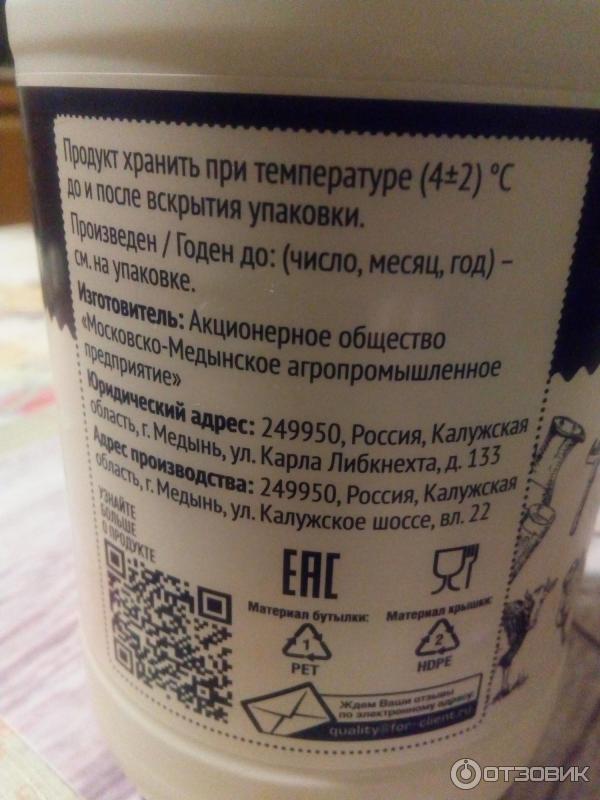 Продукт хранить при температуре (4±2) °С
до и после вскрытия упаковки.
Произведен / Годен до: (число, месяц, год) –
см. на упаковке.
Изготовитель: Акционерное общество
«Московско-Медынское агропромышленное
предприятие»
Юридический адрес: 249950, Россия, Калужская
область, г. Медынь, ул. Карла Либкнехта, д. 133
Адрес производства: 249950, Россия, Калужская
область, г. Медынь, ул. Калужское шоссе, вл. 22
УЗНАЙТЕ
БОЛЬШЕ
О ПРОДУКТЕ
ЕАС
Материал бутылки:
1
PET
Материал крышки:
2
HDPE
Ждем Ваши отзывы
по электронному адресу:
quality@for-client.ru
ОТЗОВИК